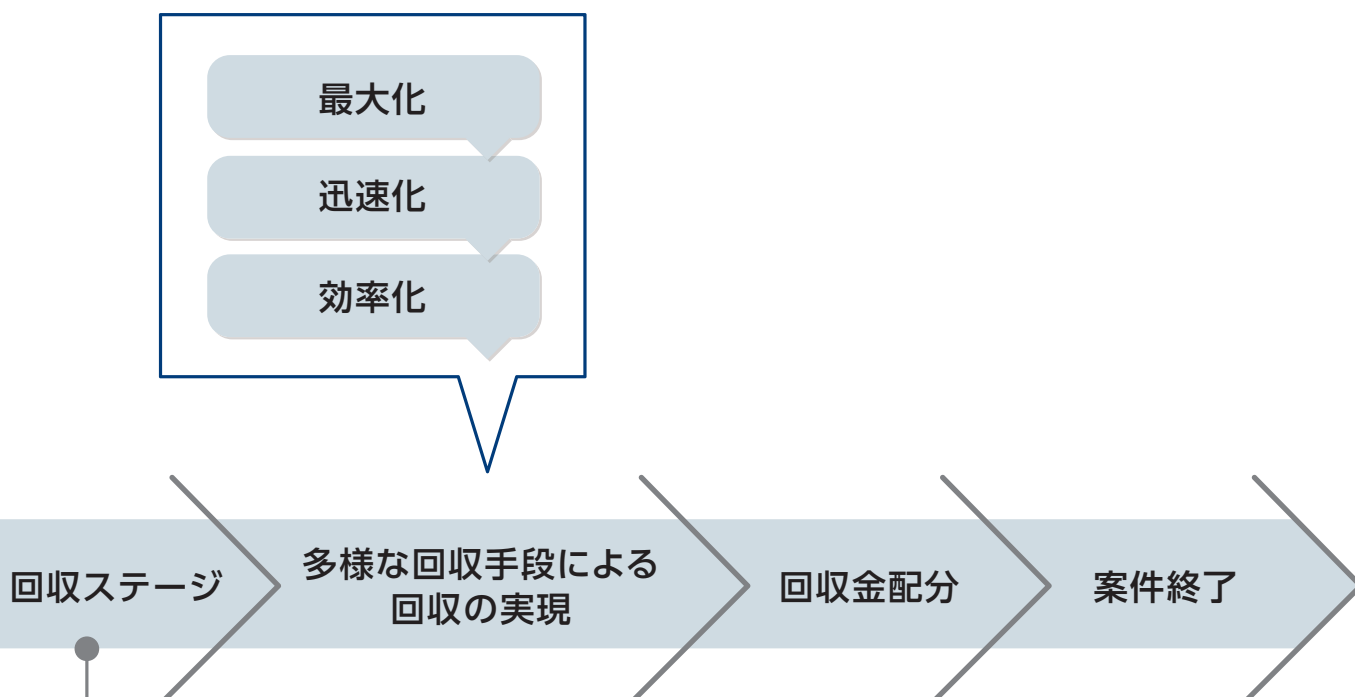 最大化
迅速化
効率化
回収ステージ
多様な回収手段による
回収の実現
回収金配分
案件終了